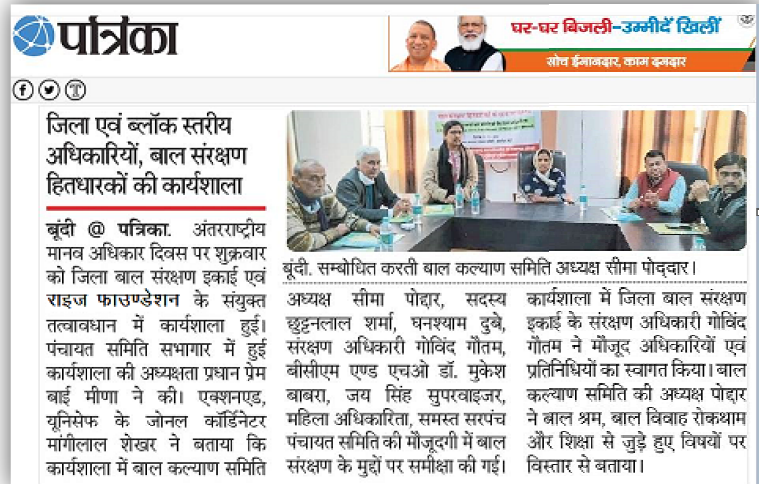 पत्रिका
घर-घर बिजली-उम्मीदें खिलीं
सोच ईमानदार, काम दमदार
जिला एवं ब्लॉक स्तरीय
अधिकारियों, बाल संरक्षण
हितधारकों की कार्यशाला
बूंदी @ पत्रिका. अंतरराष्ट्रीय
मानव अधिकार दिवस पर शुक्रवार
को जिला बाल संरक्षण इकाई एवं
राइज फाउण्डेशन के संयुक्त
तत्वावधान में कार्यशाला हुई।
पंचायत समिति सभागार में हुई
कार्यशाला की अध्यक्षता प्रधान प्रेम
बाई मीणा ने की। एक्शनएड,
यूनिसेफ के जोनल कॉर्डिनेटर
मांगीलाल शेखर ने बताया कि
कार्यशाला में बाल कल्याण समिति
बूंदी. सम्बोधित करती बाल कल्याण समिति अध्यक्ष सीमा पोद्दार।
अध्यक्ष सीमा पोद्दार, सदस्य
छुट्टनलाल शर्मा, घनश्याम दुबे,
संरक्षण अधिकारी गोविंद गौतम,
बीसीएम एण्ड एचओ डॉ. मुकेश
बाबरा, जय सिंह सुपरवाइजर,
महिला अधिकारिता, समस्त सरपंच
पंचायत समिति की मौजूदगी में बाल
संरक्षण के मुद्दों पर समीक्षा की गई।
कार्यशाला में जिला बाल संरक्षण
इकाई के संरक्षण अधिकारी गोविंद
गौतम ने मौजूद अधिकारियों एवं
प्रतिनिधियों का स्वागत किया। बाल
कल्याण समिति की अध्यक्ष पोद्दार
ने बाल श्रम, बाल विवाह रोकथाम
और शिक्षा से जुड़े हुए विषयों पर
विस्तार से बताया।